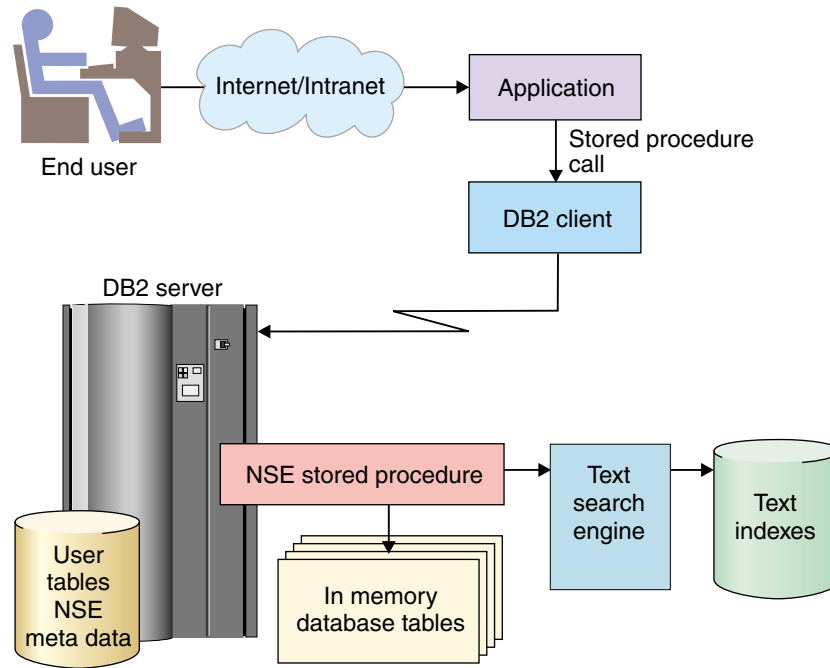 Internet/Intranet
Application
End user
Stored procedure
call
DB2 client
DB2 server
NSE stored procedure
Text
search
engine
Text
indexes
User
tables
NSE
meta data
In memory
database tables